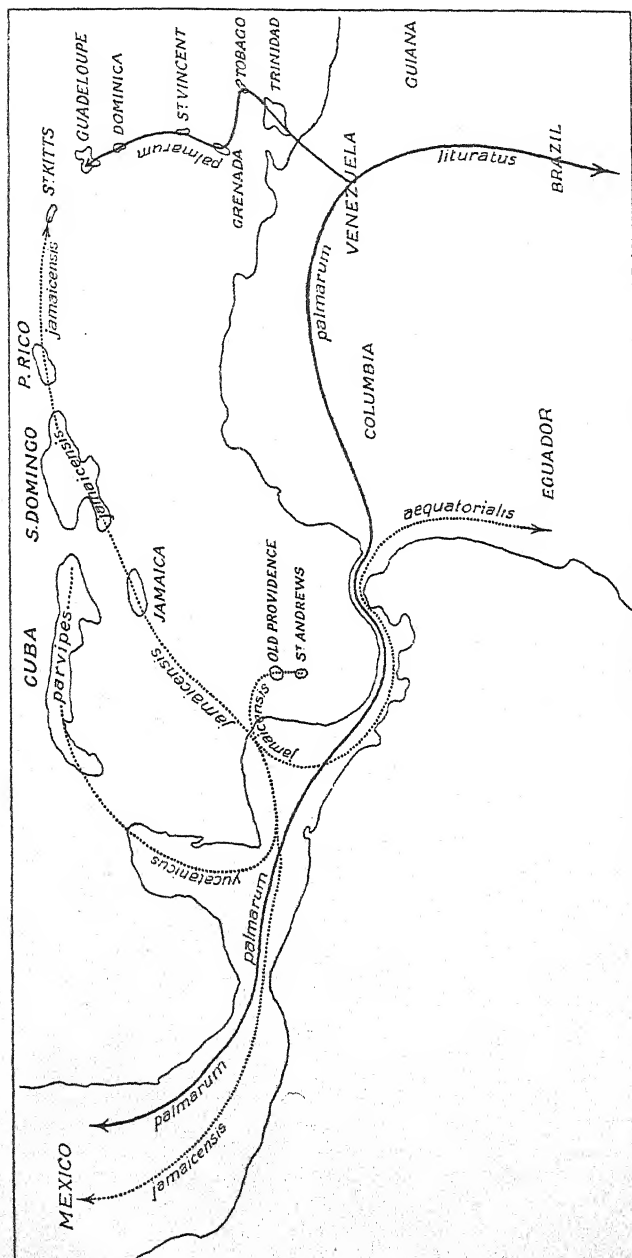 MEXICO
palmarum
jamaicensis
palmarum
yucatanicus
CUBA
parvipes
jamaicensis
jamaicensis
OLD PROVIDENCE
ST ANDREWS
JAMAICA
S. DOMINGO
jamaicensis
P. RICO
jamaicensis
ST KITTS
GUADELOUPE
DOMINICA
ST VINCENT
palmarum
GRENADA
TOBAGO
TRINIDAD
VENEZUELA
GUIANA
palmarum
COLUMBIA
lituratus
BRAZIL
aequatorialis
EGUADOR